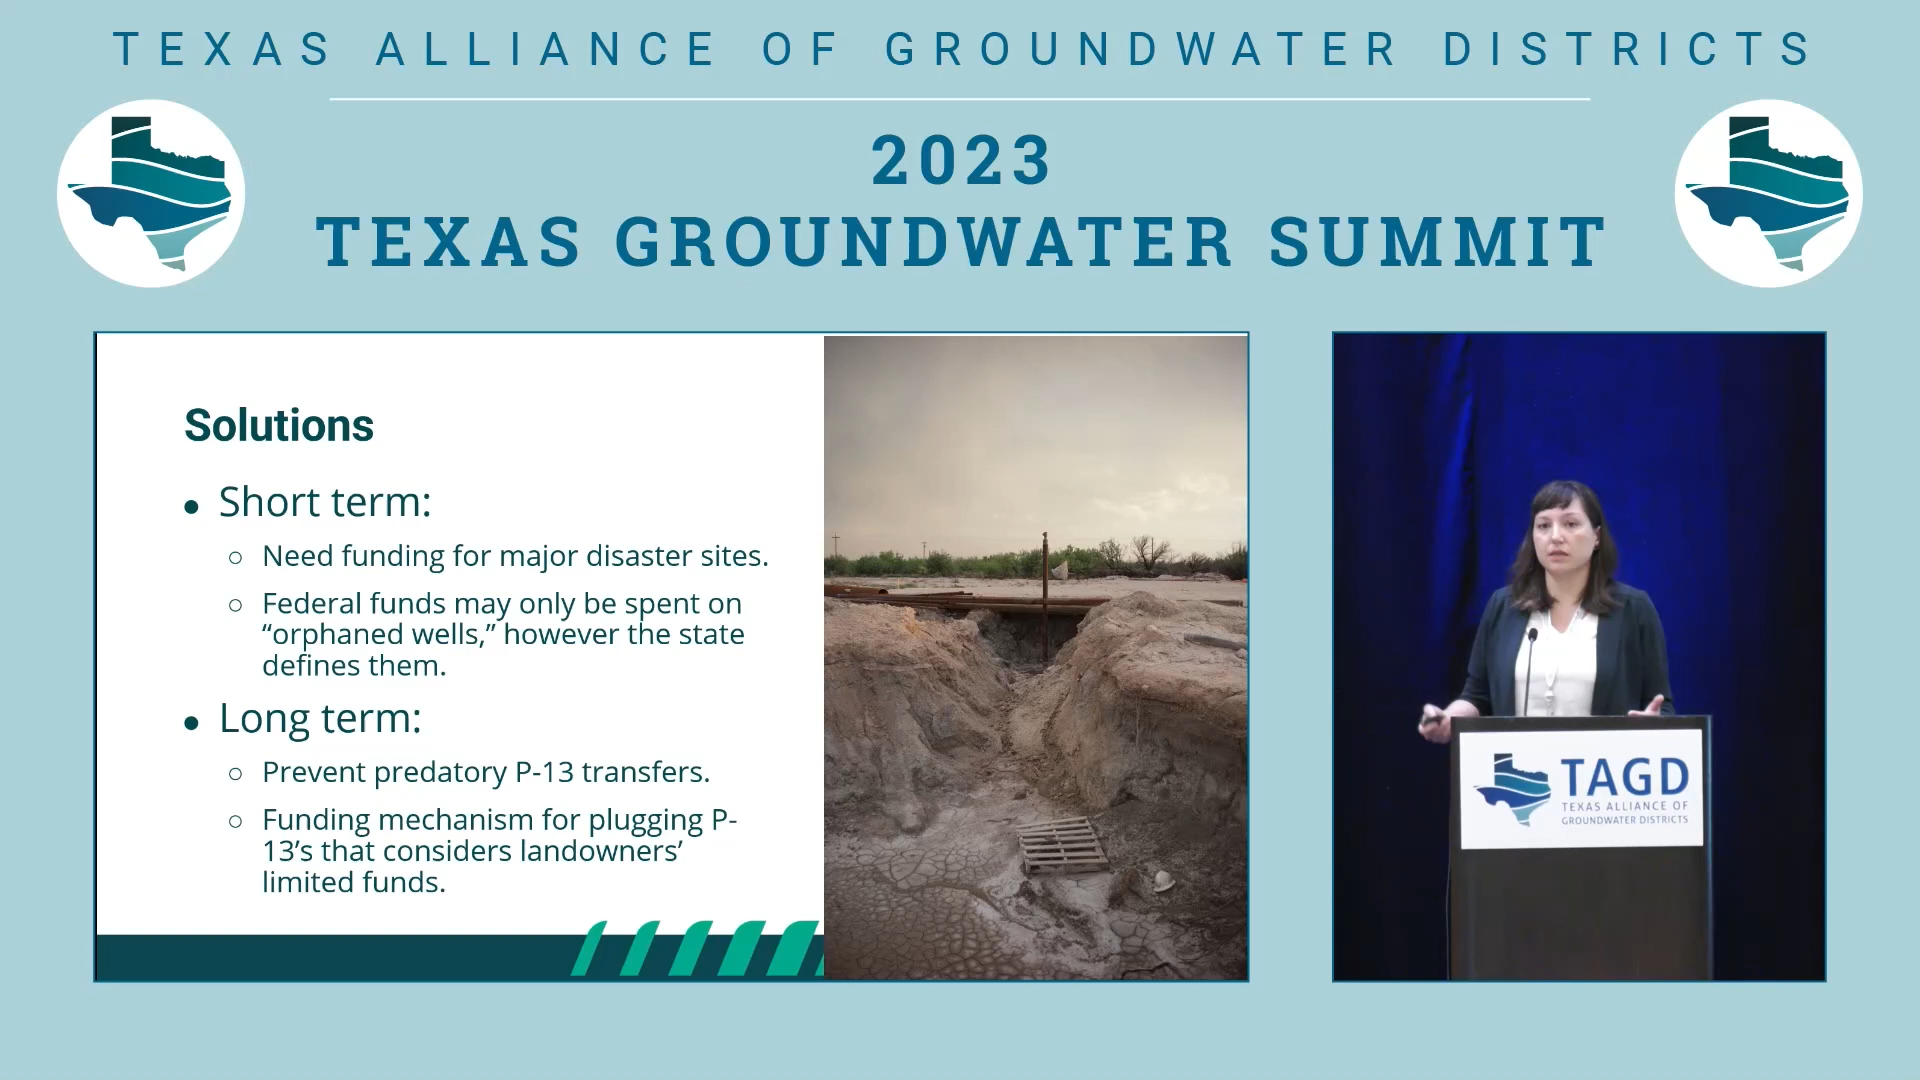 TEXAS ALLIANCE OF GROUNDWATER DISTRICTS
2023
TEXAS GROUNDWATER SUMMIT
Solutions
• Short term:
○ Need funding for major disaster sites.
○ Federal funds may only be spent on
“orphaned wells,” however the state
defines them.
• Long term:
○ Prevent predatory P-13 transfers.
○ Funding mechanism for plugging P-
13’s that considers landowners’
limited funds.
TAGD
TEXAS ALLIANCE OF
GROUNDWATER DISTRICTS